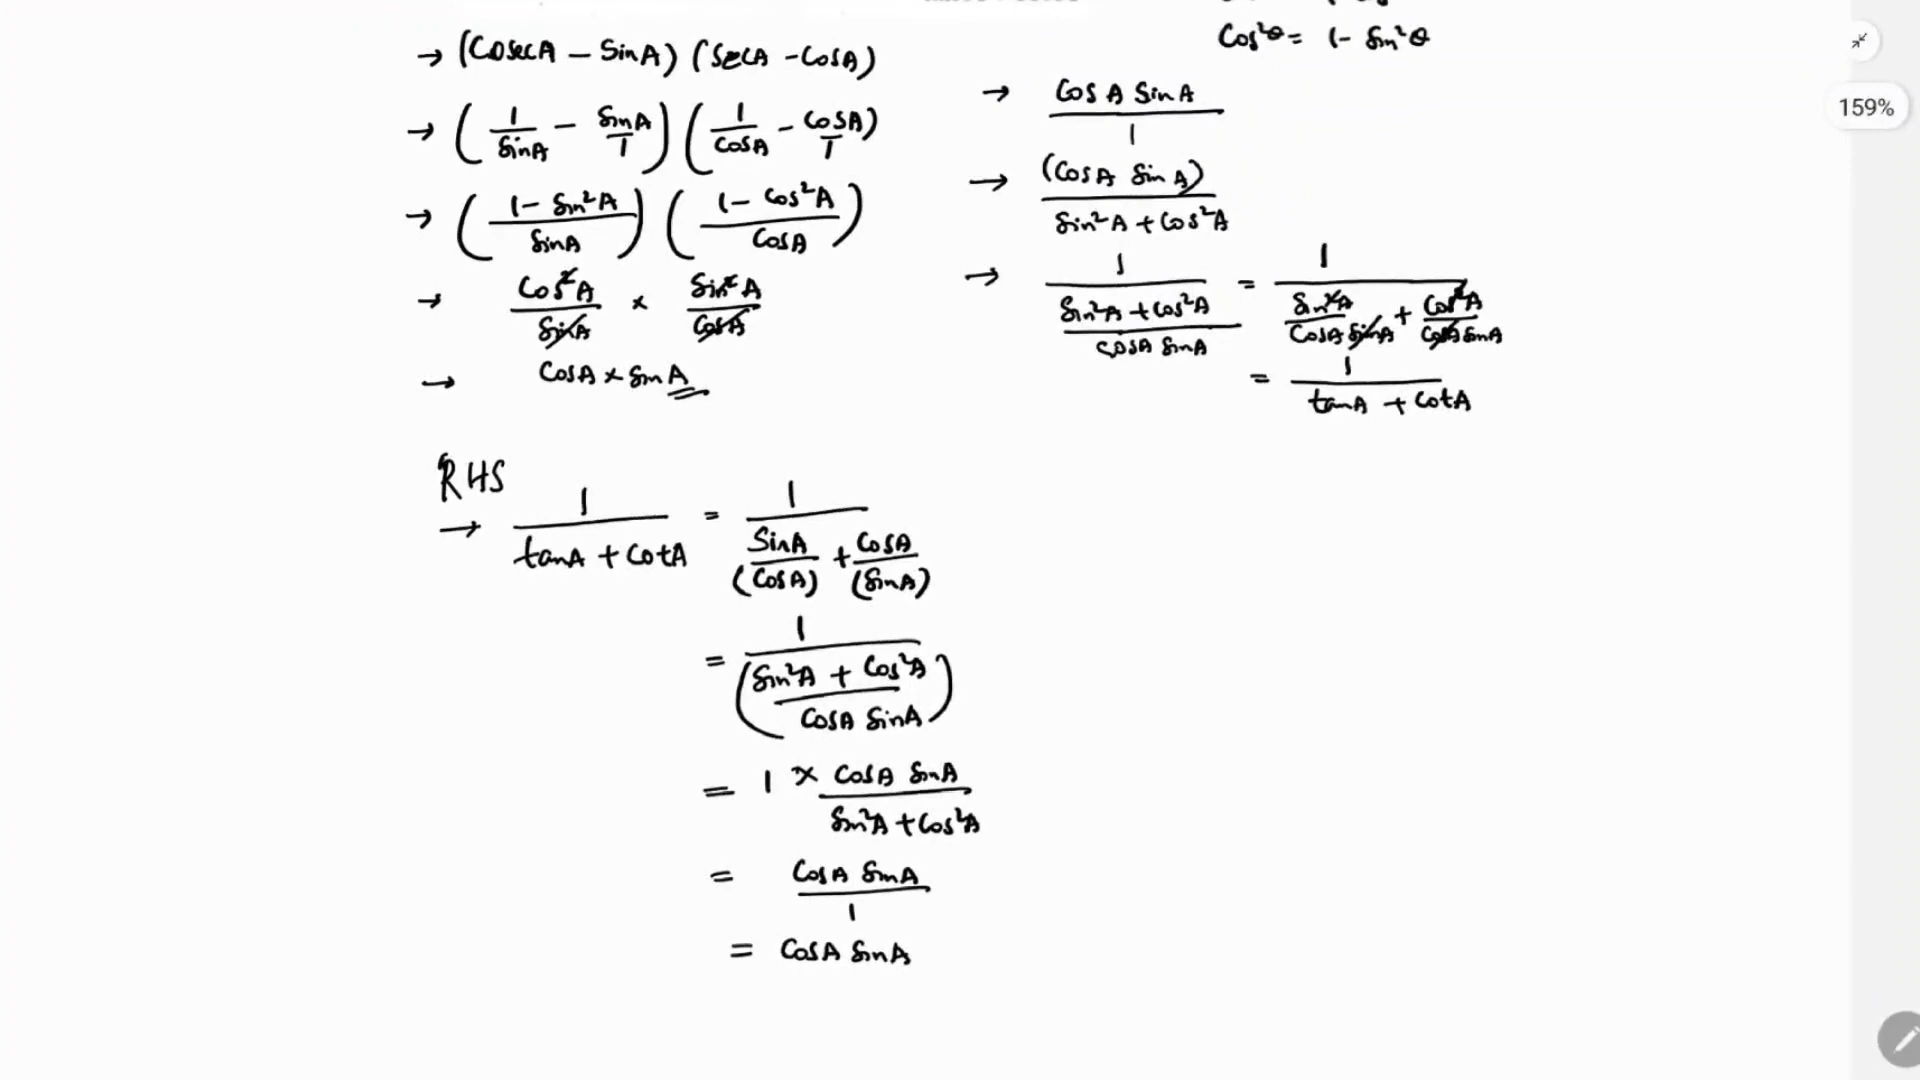 → (CosecA − SinA) (SecA − CosA)
→ (1/SinA − SinA/1) (1/CosA − CosA/1)
→ ((1 − Sin²A)/SinA) ((1 − Cos²A)/CosA)
→ Cos²A/SinA × Sin²A/CosA
→ CosA × SinA
Cos²θ = 1 − Sin²θ
→ CosA SinA/1
→ (CosA SinA)/(Sin²A + Cos²A)
→ 1/((Sin²A + Cos²A)/(CosA SinA)) = 1/(Sin²A/(CosA SinA) + Cos²A/(CosA SinA))
= 1/(tanA + CotA)
RHS
→ 1/(tanA + CotA) = 1/(SinA/(CosA) + CosA/(SinA))
= 1/((Sin²A + Cos²A)/(CosA SinA))
= 1 × CosA SinA/(Sin²A + Cos²A)
= CosA SinA/1
= CosA SinA
159%